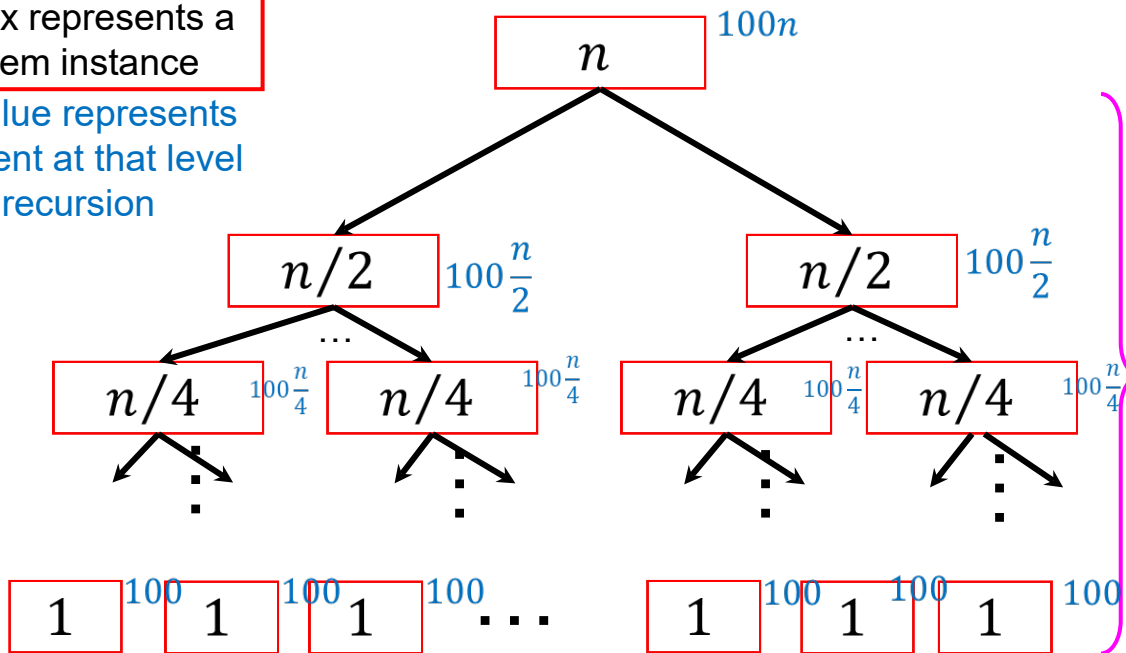 x represents a
em instance
lue represents
ent at that level
recursion
n 100n
n/2 100 n/2 n/2 100 n/2
... ...
n/4 100 n/4 n/4 100 n/4 n/4 100 n/4 n/4 100 n/4
1 100 1 100 1 100 ... 1 100 1 100 1 100